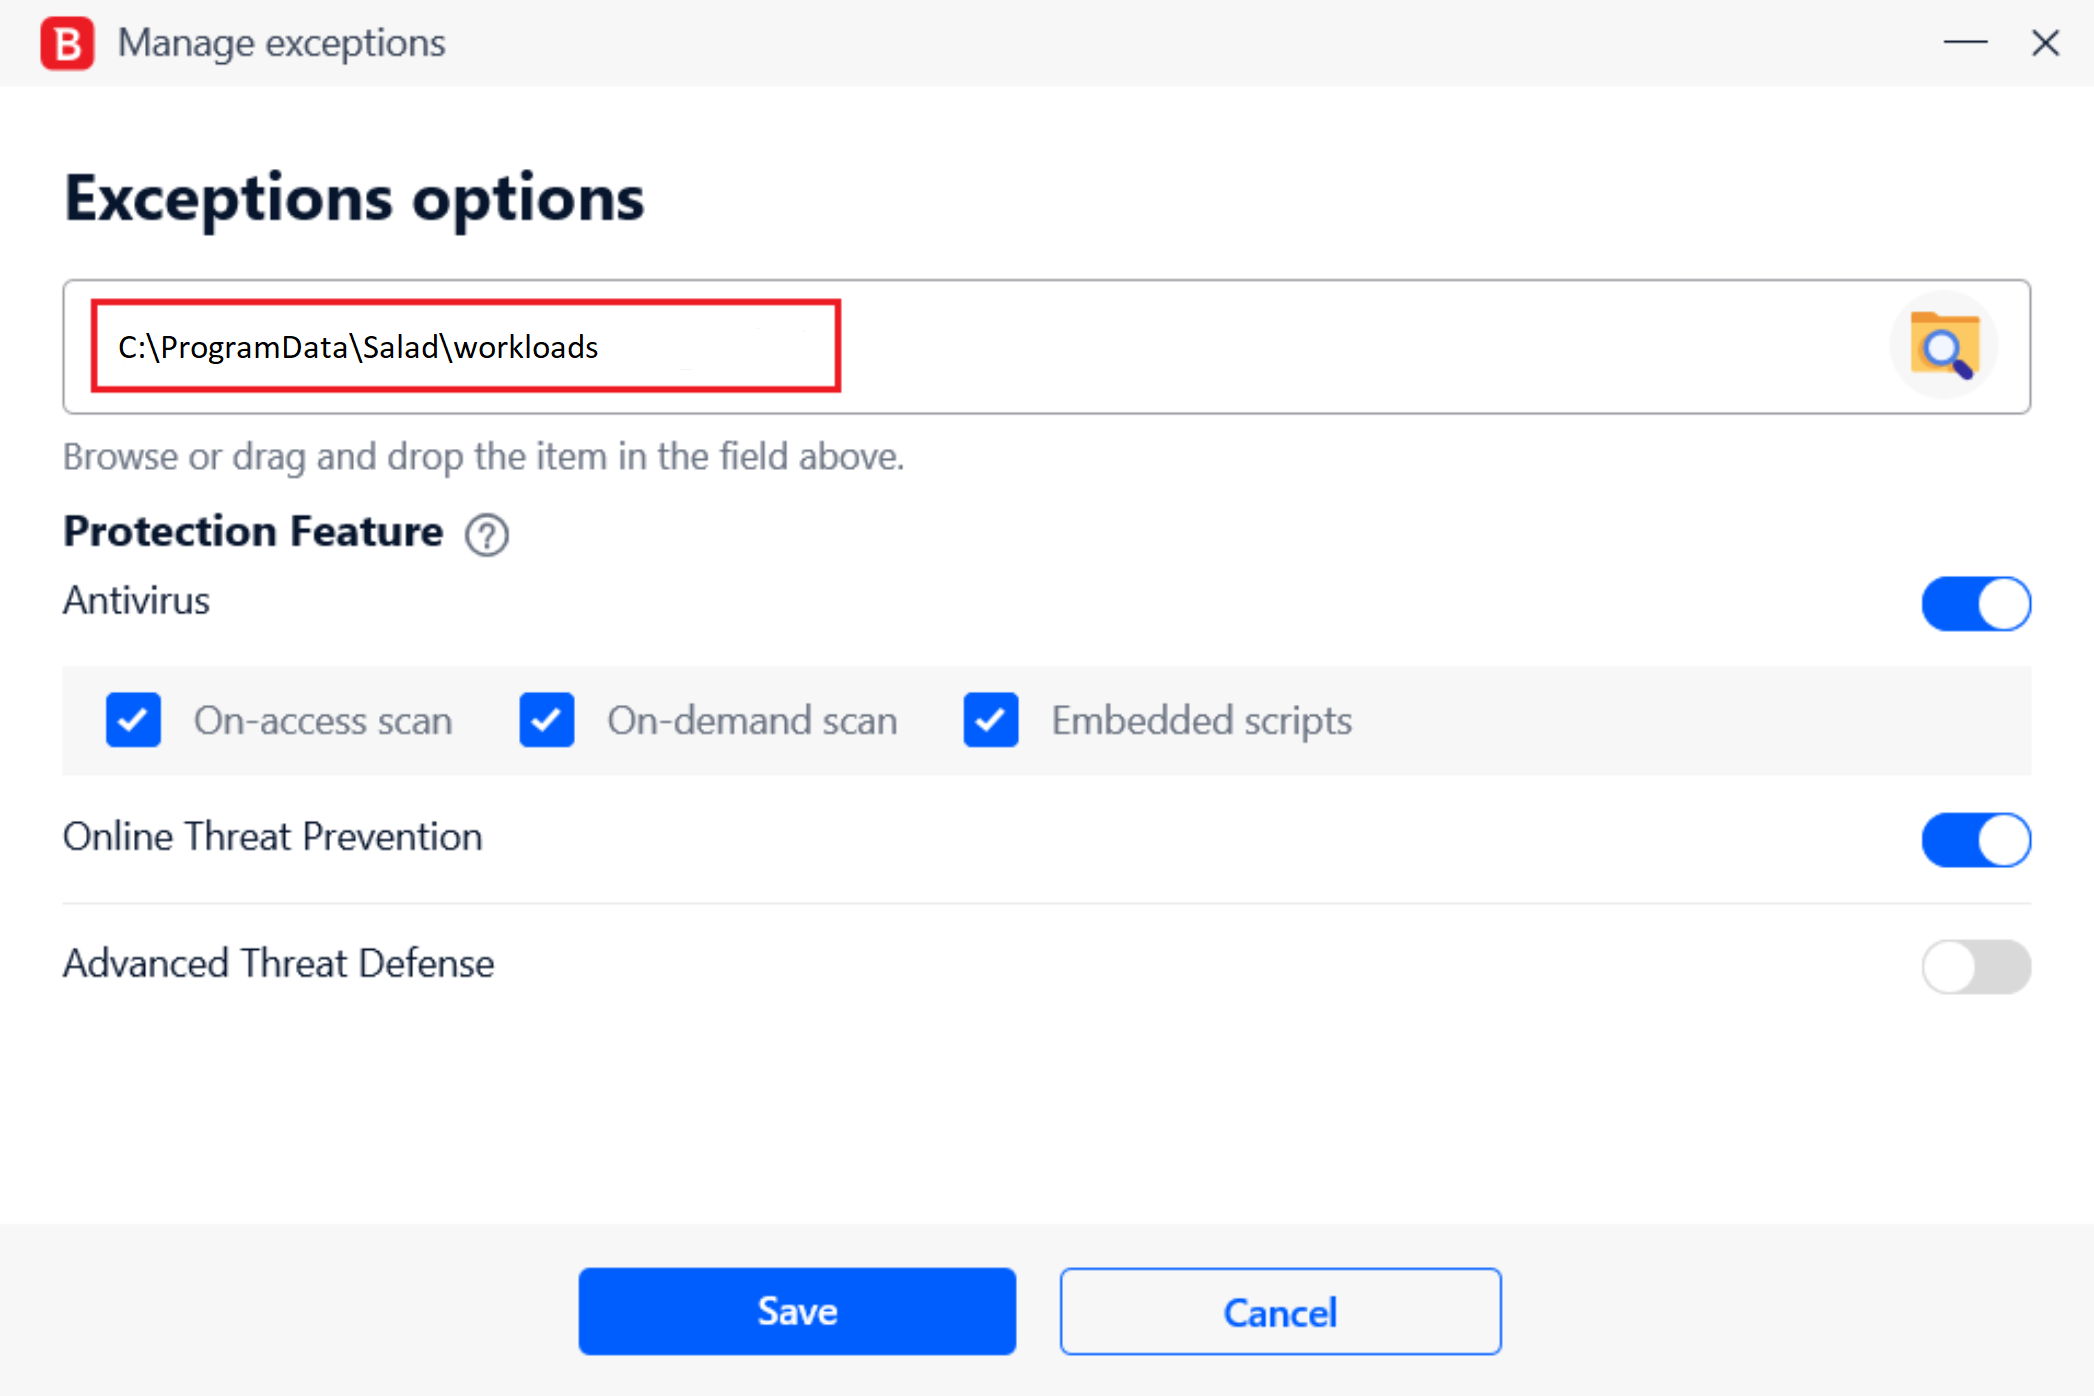 B Manage exceptions
Exceptions options
C:\ProgramData\Salad\workloads
Browse or drag and drop the item in the field above.
Protection Feature ?
Antivirus
On-access scan On-demand scan Embedded scripts
Online Threat Prevention
Advanced Threat Defense
Save Cancel